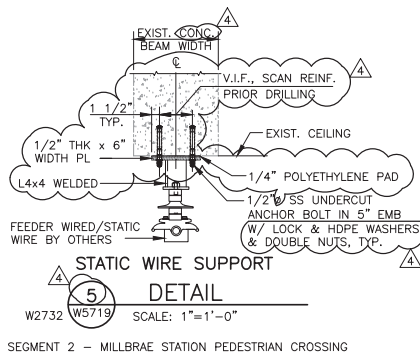 EXIST. CONC.
BEAM WIDTH
4
℄
V.I.F., SCAN REINF.
PRIOR DRILLING
4
1 1/2"
TYP.
EXIST. CEILING
1/2" THK x 6"
WIDTH PL
1/4" POLYETHYLENE PAD
L4x4 WELDED
1/2"Ø SS UNDERCUT
ANCHOR BOLT IN 5" EMB
W/ LOCK & HDPE WASHERS
& DOUBLE NUTS, TYP.
FEEDER WIRED/STATIC
WIRE BY OTHERS
4
STATIC WIRE SUPPORT
4
5
DETAIL
W2732
W5719
SCALE: 1"=1'-0"
SEGMENT 2 - MILLBRAE STATION PEDESTRIAN CROSSING